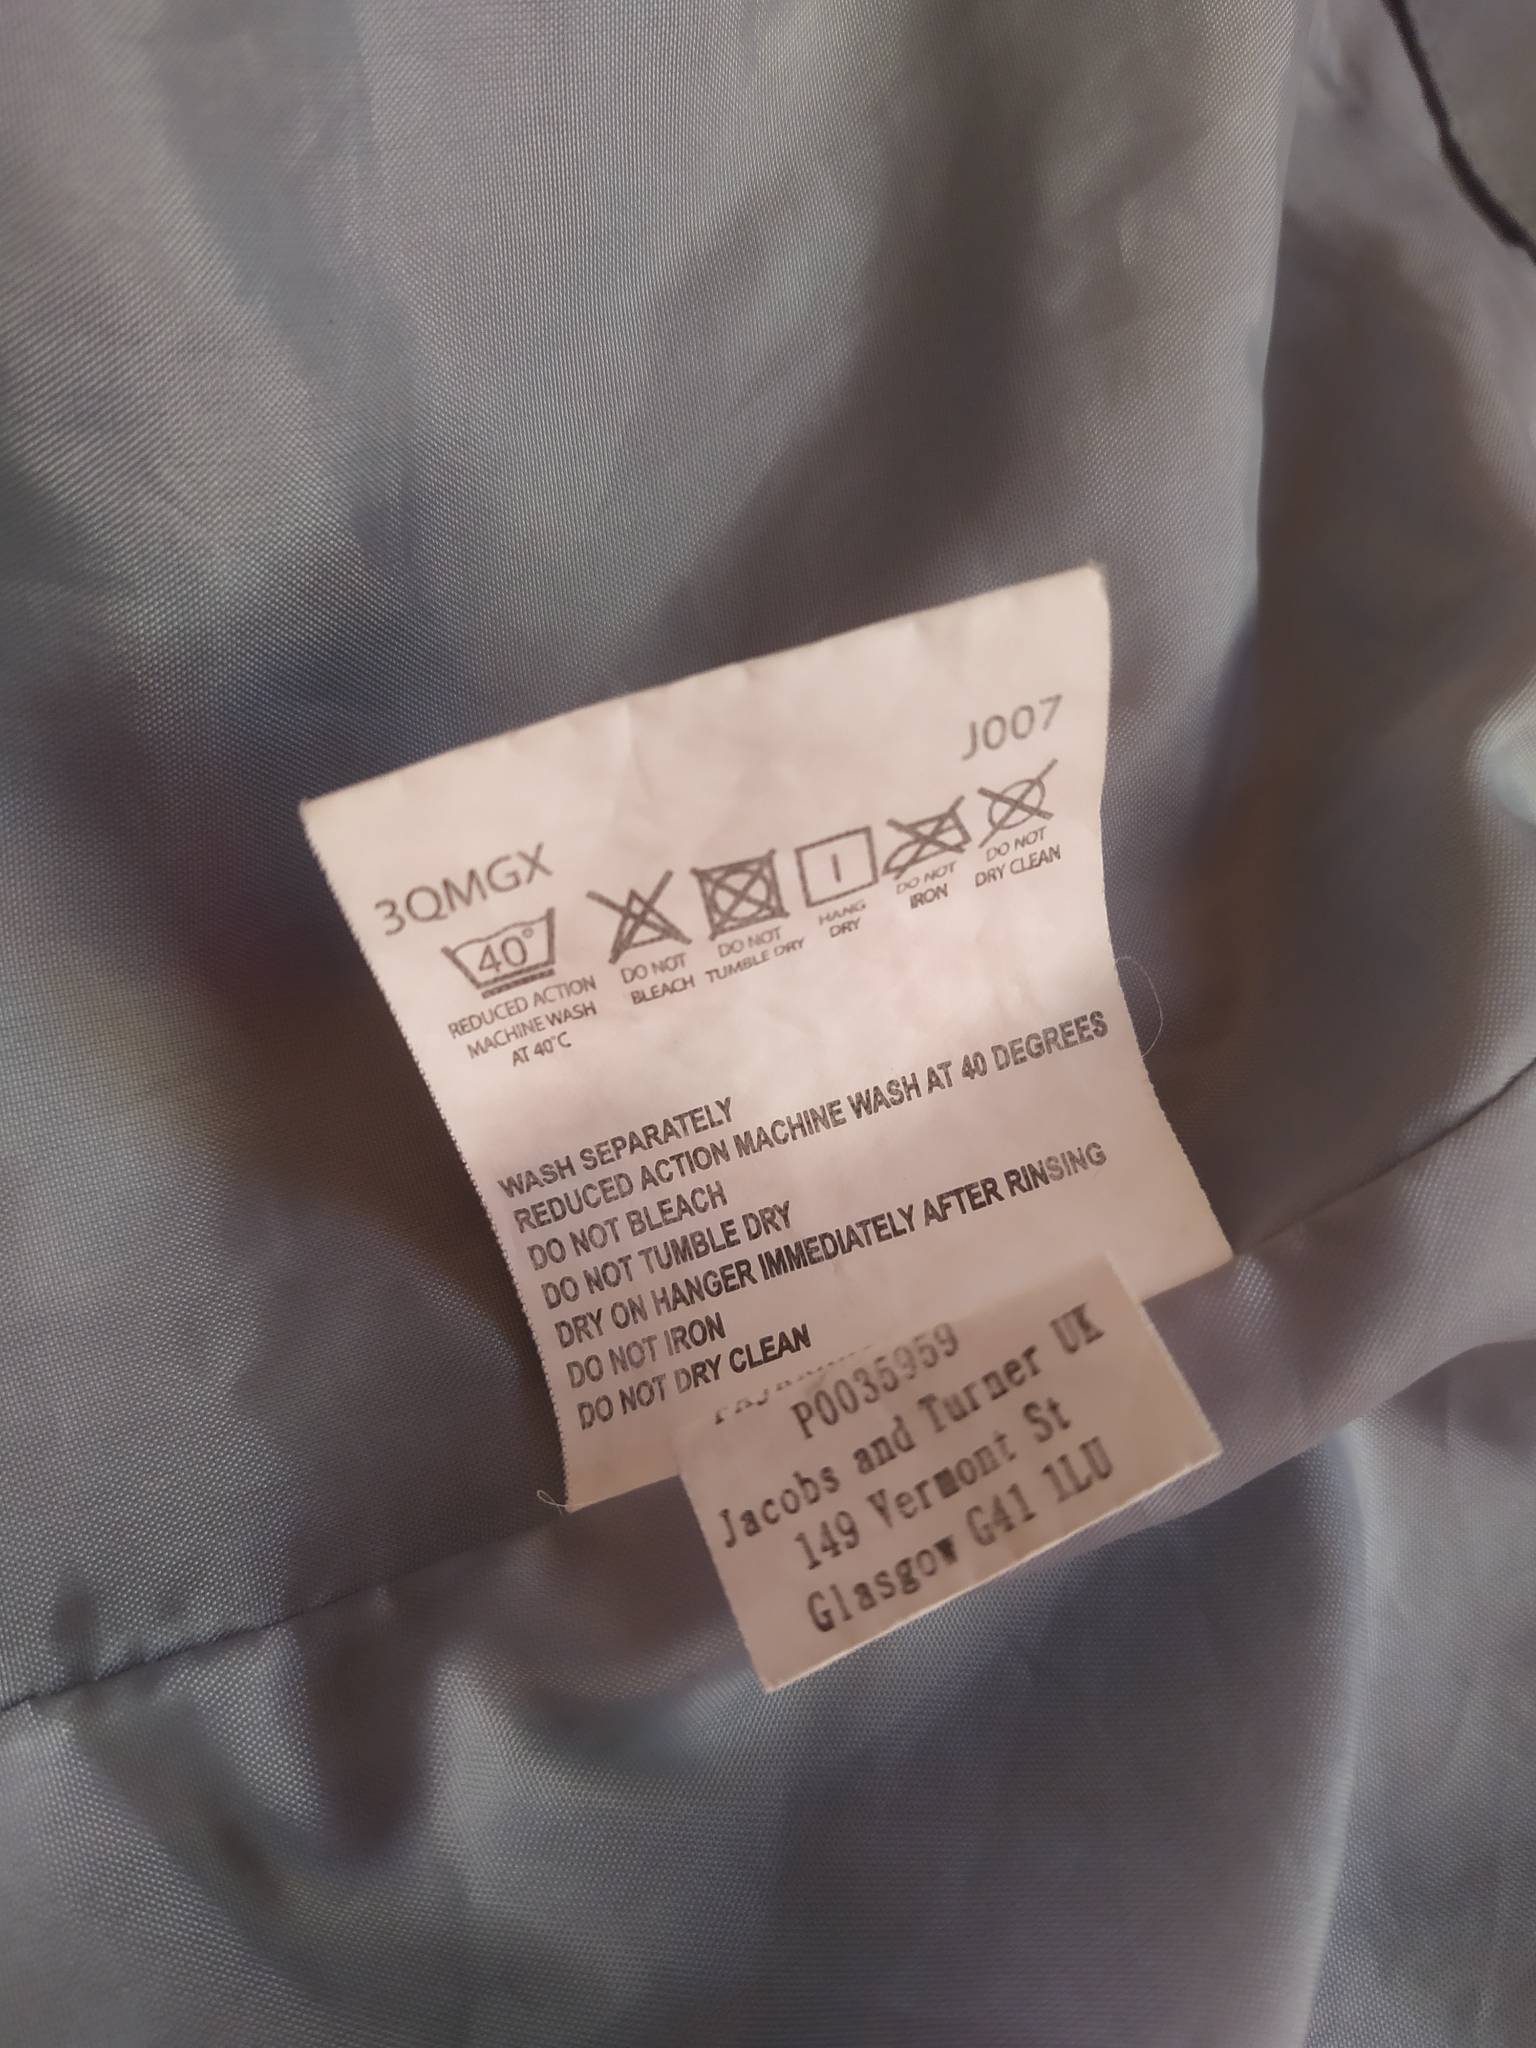 3QMGX J007
40°
REDUCED ACTION
MACHINE WASH
AT 40°C
DO NOT
BLEACH
DO NOT
TUMBLE DRY
HANG
DRY
DO NOT
IRON
DO NOT
DRY CLEAN
WASH SEPARATELY
REDUCED ACTION MACHINE WASH AT 40 DEGREES
DO NOT BLEACH
DO NOT TUMBLE DRY
DRY ON HANGER IMMEDIATELY AFTER RINSING
DO NOT IRON
DO NOT DRY CLEAN
P0035959
Jacobs and Turner UK
149 Vermont St
Glasgow G41 1LU